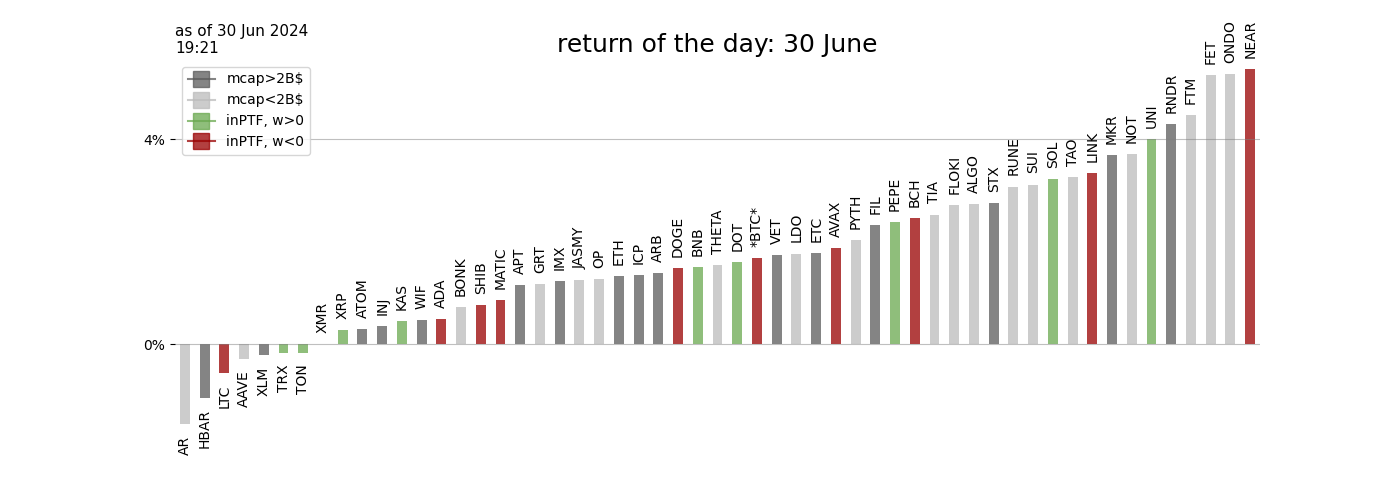 as of 30 Jun 2024
19:21
return of the day: 30 June
mcap>2B$
mcap<2B$
inPTF, w>0
inPTF, w<0
4%
0%
AR
HBAR
LTC
AAVE
XLM
TRX
TON
XMR
XRP
ATOM
INJ
KAS
WIF
ADA
BONK
SHIB
MATIC
APT
GRT
IMX
JASMY
OP
ETH
ICP
ARB
DOGE
BNB
THETA
DOT
*BTC*
VET
LDO
ETC
AVAX
PYTH
FIL
PEPE
BCH
TIA
FLOKI
ALGO
STX
RUNE
SUI
SOL
TAO
LINK
MKR
NOT
UNI
RNDR
FTM
FET
ONDO
NEAR